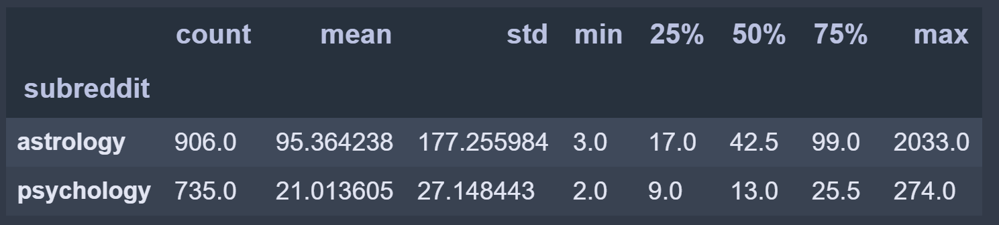 count mean std min 25% 50% 75% max
subreddit
astrology 906.0 95.364238 177.255984 3.0 17.0 42.5 99.0 2033.0
psychology 735.0 21.013605 27.148443 2.0 9.0 13.0 25.5 274.0